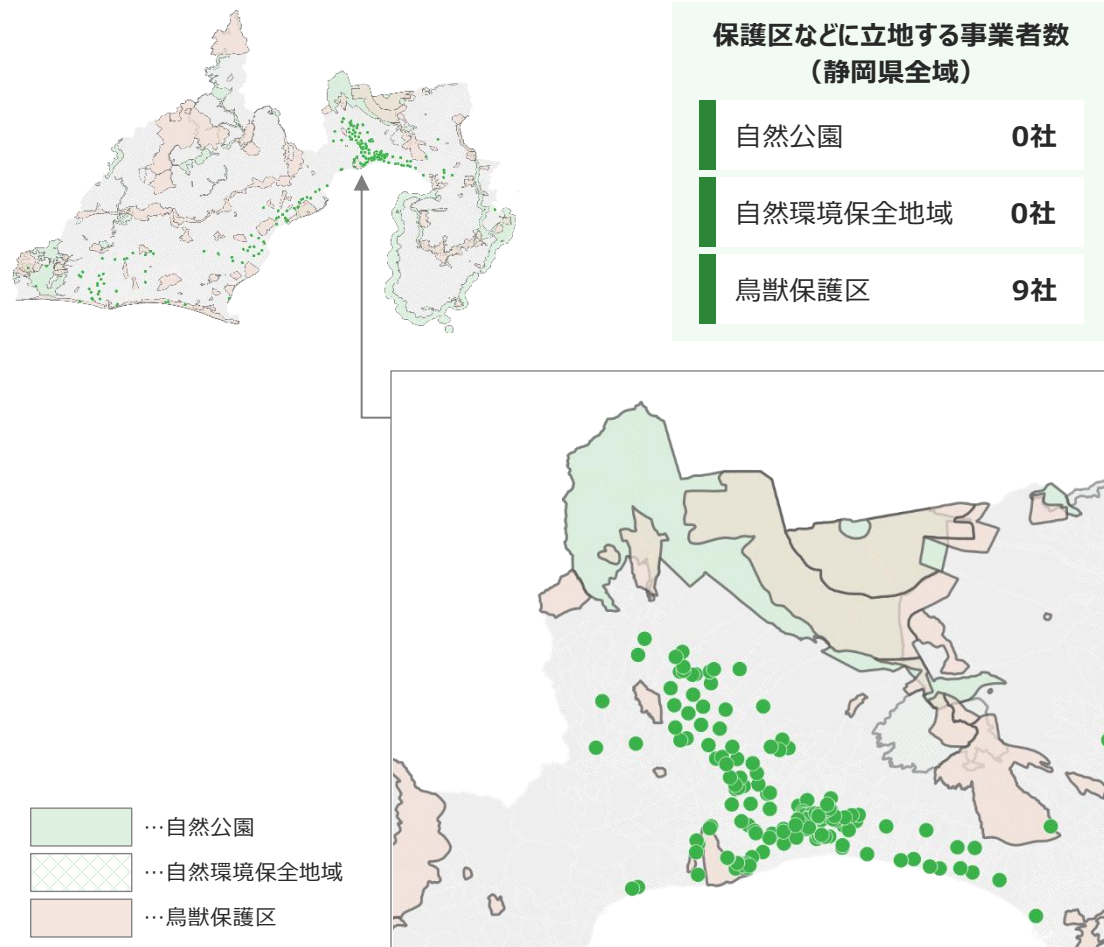 保護区などに立地する事業者数
（静岡県全域）
自然公園 0社
自然環境保全地域 0社
鳥獣保護区 9社
…自然公園
…自然環境保全地域
…鳥獣保護区